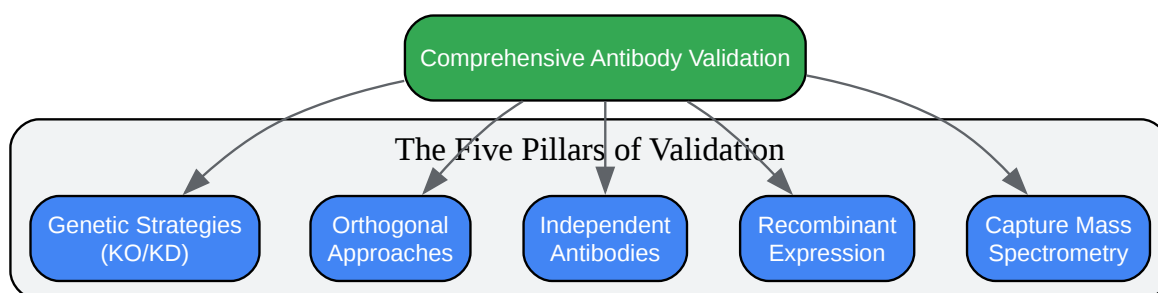 Comprehensive Antibody Validation
The Five Pillars of Validation
Genetic Strategies
(KO/KD)
Orthogonal
Approaches
Independent
Antibodies
Recombinant
Expression
Capture Mass
Spectrometry